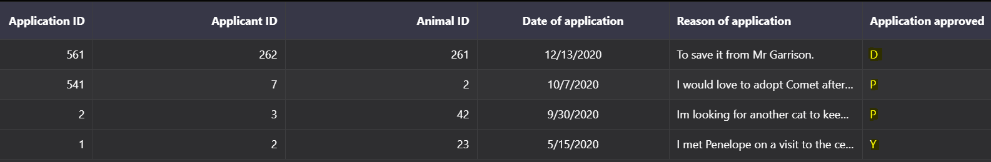 Application ID Applicant ID Animal ID Date of application Reason of application Application approved
561 262 261 12/13/2020 To save it from Mr Garrison. D
541 7 2 10/7/2020 I would love to adopt Comet after... P
2 3 42 9/30/2020 Im looking for another cat to kee... P
1 2 23 5/15/2020 I met Penelope on a visit to the ce... Y